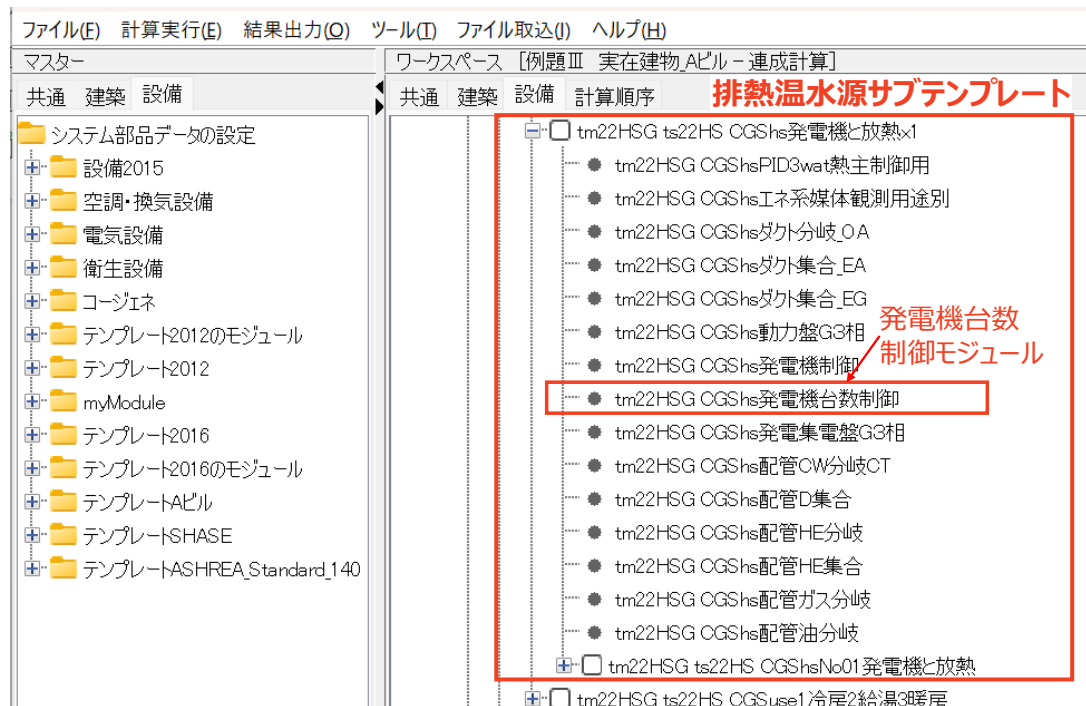 ファイル(F) 計算実行(E) 結果出力(O) ツール(T) ファイル取込(I) ヘルプ(H)
マスター
共通 建築 設備
システム部品データの設定
設備2015
空調・換気設備
電気設備
衛生設備
コージェネ
テンプレート2012のモジュール
テンプレート2012
myModule
テンプレート2016
テンプレート2016のモジュール
テンプレートAビル
テンプレートSHASE
テンプレートASHREA_Standard_140
ワークスペース [例題Ⅲ 実在建物_Aビル – 連成計算]
共通 建築 設備 計算順序
排熱温水源サブテンプレート
tm22HSG ts22HS CGShs発電機と放熱×1
tm22HSG CGShsPID3wat熱主制御用
tm22HSG CGShsエネ系媒体観測用途別
tm22HSG CGShsダクト分岐_OA
tm22HSG CGShsダクト集合_EA
tm22HSG CGShsダクト集合_EG
tm22HSG CGShs動力盤G3相
tm22HSG CGShs発電機制御
発電機台数
制御モジュール
tm22HSG CGShs発電機台数制御
tm22HSG CGShs発電集電盤G3相
tm22HSG CGShs配管CW分岐CT
tm22HSG CGShs配管D集合
tm22HSG CGShs配管HE分岐
tm22HSG CGShs配管HE集合
tm22HSG CGShs配管ガス分岐
tm22HSG CGShs配管油分岐
tm22HSG ts22HS CGShsNo01発電機と放熱
tm22HSG ts22HS CGSuse1冷房2給湯3暖房